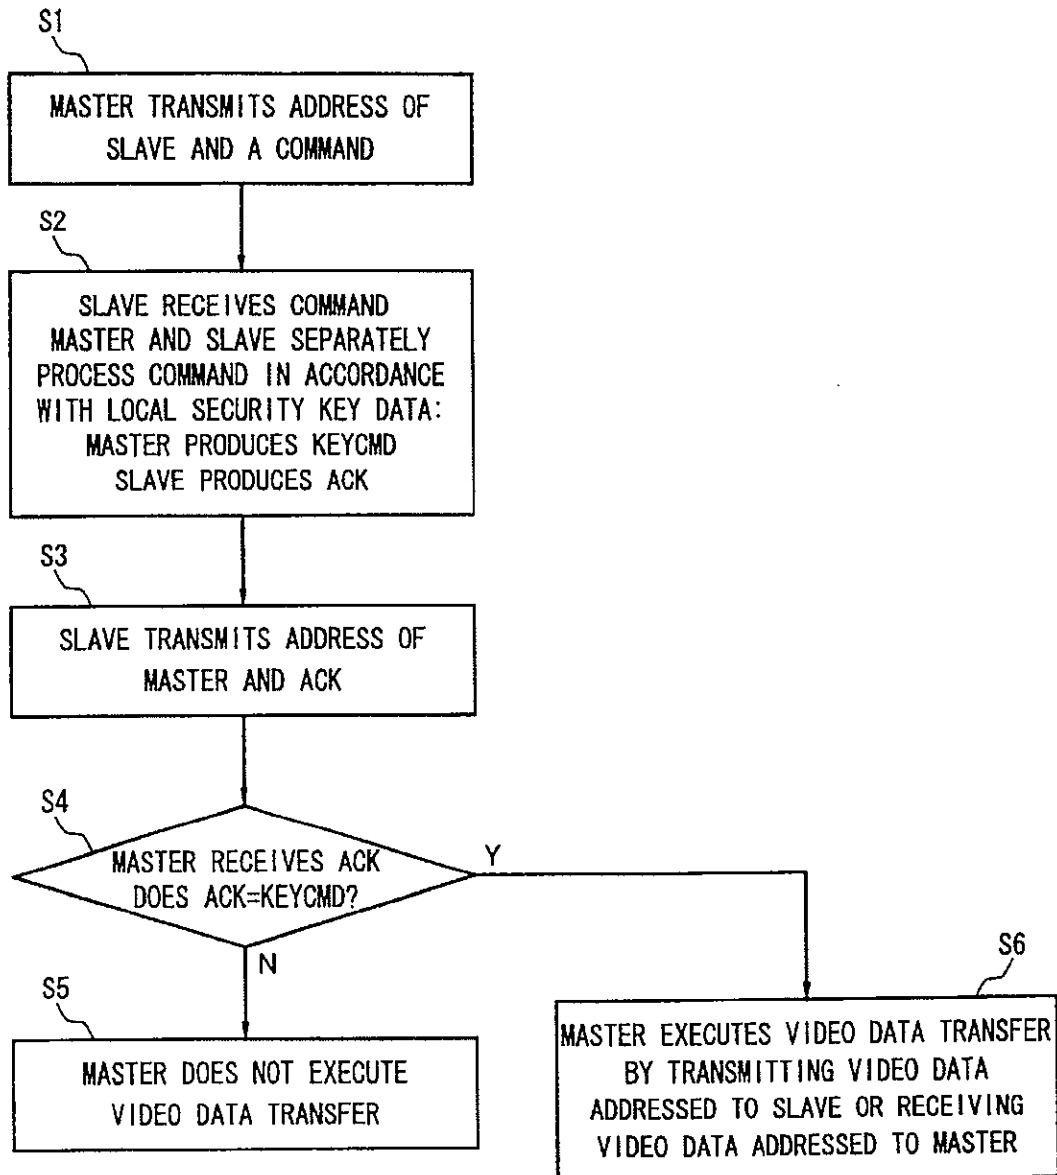 S1
MASTER TRANSMITS ADDRESS OF
SLAVE AND A COMMAND
S2
SLAVE RECEIVES COMMAND
MASTER AND SLAVE SEPARATELY
PROCESS COMMAND IN ACCORDANCE
WITH LOCAL SECURITY KEY DATA:
MASTER PRODUCES KEYCMD
SLAVE PRODUCES ACK
S3
SLAVE TRANSMITS ADDRESS OF
MASTER AND ACK
S4
MASTER RECEIVES ACK
DOES ACK=KEYCMD?
Y
N
S5
MASTER DOES NOT EXECUTE
VIDEO DATA TRANSFER
S6
MASTER EXECUTES VIDEO DATA TRANSFER
BY TRANSMITTING VIDEO DATA
ADDRESSED TO SLAVE OR RECEIVING
VIDEO DATA ADDRESSED TO MASTER